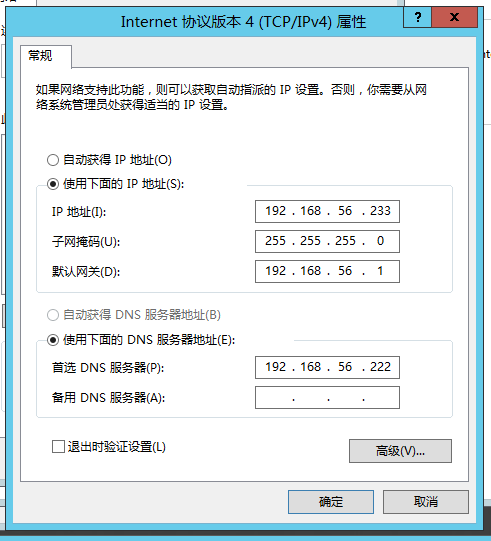 Internet 协议版本 4 (TCP/IPv4) 属性
? x
常规
如果网络支持此功能，则可以获取自动指派的 IP 设置。否则，你需要从网
络系统管理员处获得适当的 IP 设置。
自动获得 IP 地址(O)
使用下面的 IP 地址(S):
IP 地址(I): 192 . 168 . 56 . 233
子网掩码(U): 255 . 255 . 255 . 0
默认网关(D): 192 . 168 . 56 . 1
自动获得 DNS 服务器地址(B)
使用下面的 DNS 服务器地址(E):
首选 DNS 服务器(P): 192 . 168 . 56 . 222
备用 DNS 服务器(A): . . .
退出时验证设置(L)
高级(V)...
确定 取消